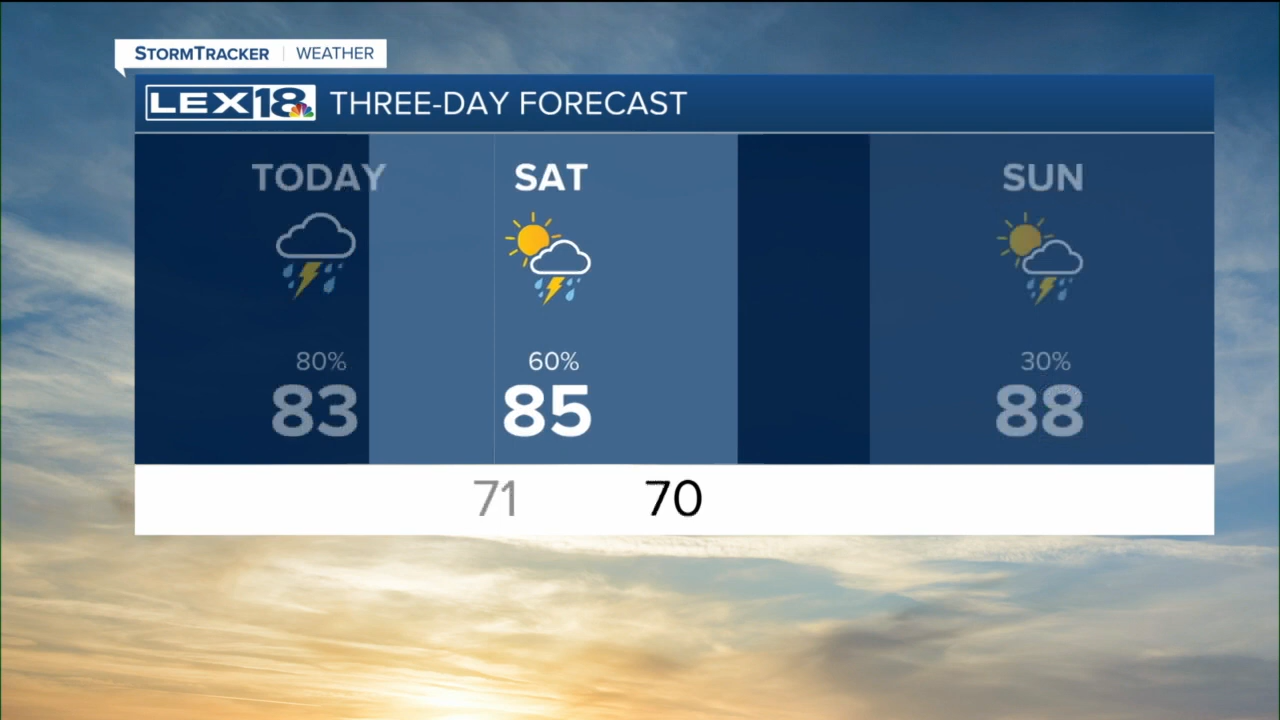 STORMTRACKER | WEATHER
LEX18 THREE-DAY FORECAST
TODAY SAT SUN
80% 60% 30%
83 85 88
71 70